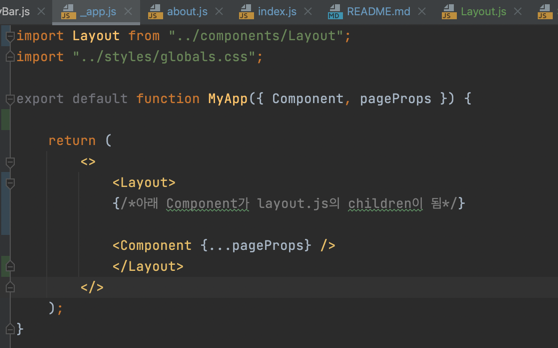 yBar.js _app.js about.js index.js README.md Layout.js
import Layout from "../components/Layout";
import "../styles/globals.css";
export default function MyApp({ Component, pageProps }) {
return (
<>
<Layout>
{/*아래 Component가 layout.js의 children이 됨*/}
<Component {...pageProps} />
</Layout>
</>
);
}